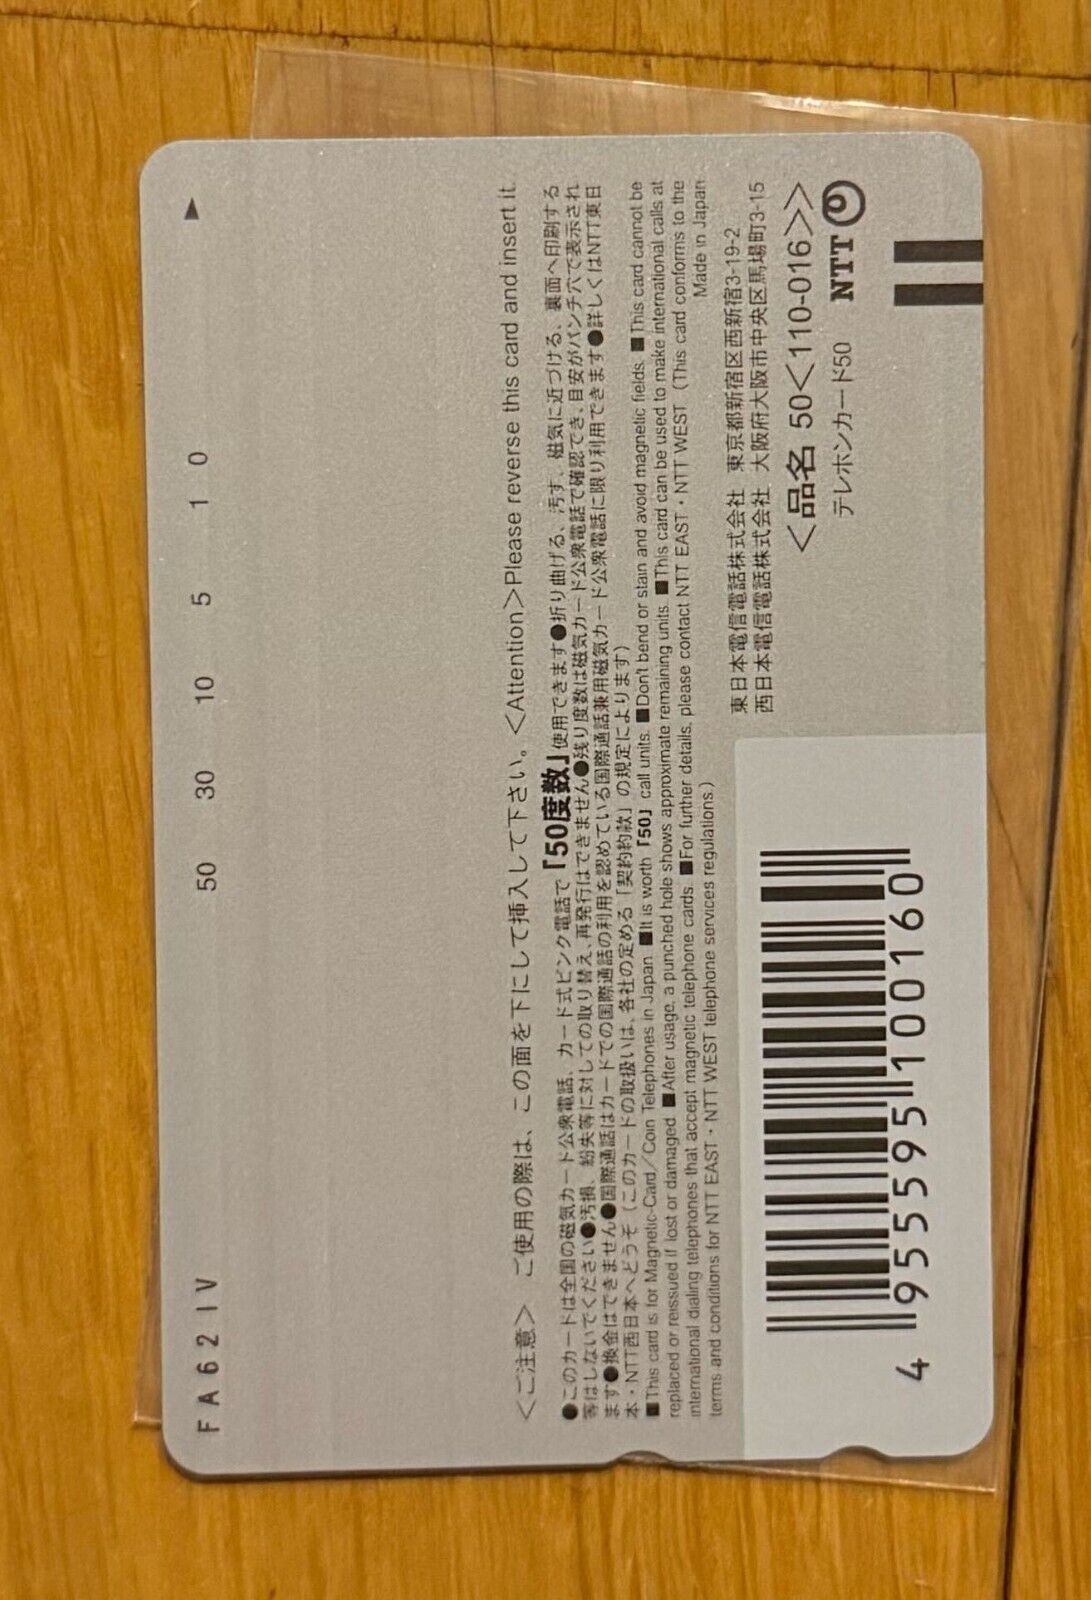 FA62IV
50 30 10 5 1 0
<ご注意> ご使用の際は、この面を下にして挿入して下さい。<Attention>Please reverse this card and insert it.
●このカードは全国の磁気カード公衆電話、カード式ピンク電話で「50度数」使用できます●折り曲げる、汚す、磁気に近づける、裏面へ印刷する
等はしないでください●汚損、紛失等に対しての取り替え、再発行はできません●残り度数は磁気カード公衆電話で確認でき、目安がパンチ穴で表示され
ます●換金はできません●国際通話はカードでの国際通話の利用を認めている国際通話兼用磁気カード公衆電話に限り利用できます●詳しくはNTT東日
本・NTT西日本へどうぞ（このカードの取扱いは、各社の定める「契約約款」の規定によります）
■This card is for Magnetic-Card/Coin Telephones in Japan ■It is worth「50」call units. ■Don't bend or stain and avoid magnetic fields. ■This card cannot be
replaced or reissued if lost or damaged. ■After usage, a punched hole shows approximate remaining units. ■This card can be used to make international calls at
international dialing telephones that accept magnetic telephone cards. ■For further details, please contact NTT EAST・NTT WEST (This card conforms to the
terms and conditions for NTT EAST・NTT WEST telephone services regulations.) Made in Japan
東日本電信電話株式会社 東京都新宿区西新宿3-19-2
西日本電信電話株式会社 大阪府大阪市中央区馬場町3-15
<品名 50<110-016>>
テレホンカード50 NTT
4 955595 100160